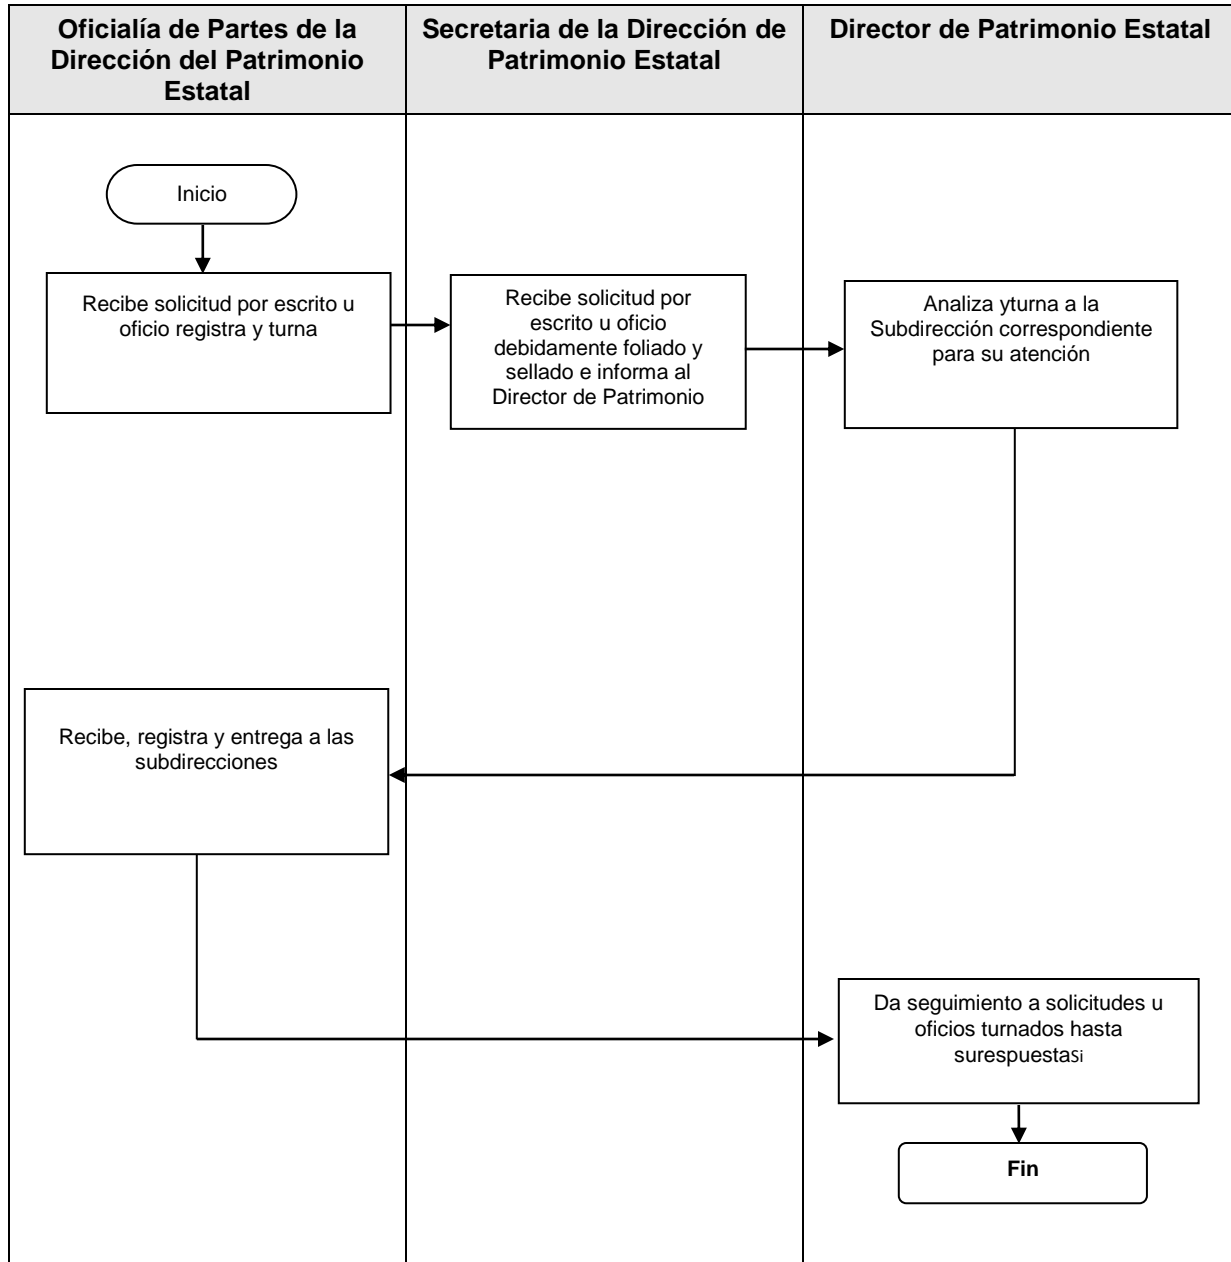 Oficialía de Partes de la
Dirección del Patrimonio
Estatal
Secretaria de la Dirección de
Patrimonio Estatal
Director de Patrimonio Estatal
Inicio
Recibe solicitud por escrito u
oficio registra y turna
Recibe solicitud por
escrito u oficio
debidamente foliado y
sellado e informa al
Director de Patrimonio
Analiza yturna a la
Subdirección correspondiente
para su atención
Recibe, registra y entrega a las
subdirecciones
Da seguimiento a solicitudes u
oficios turnados hasta
surespuestaSi
Fin